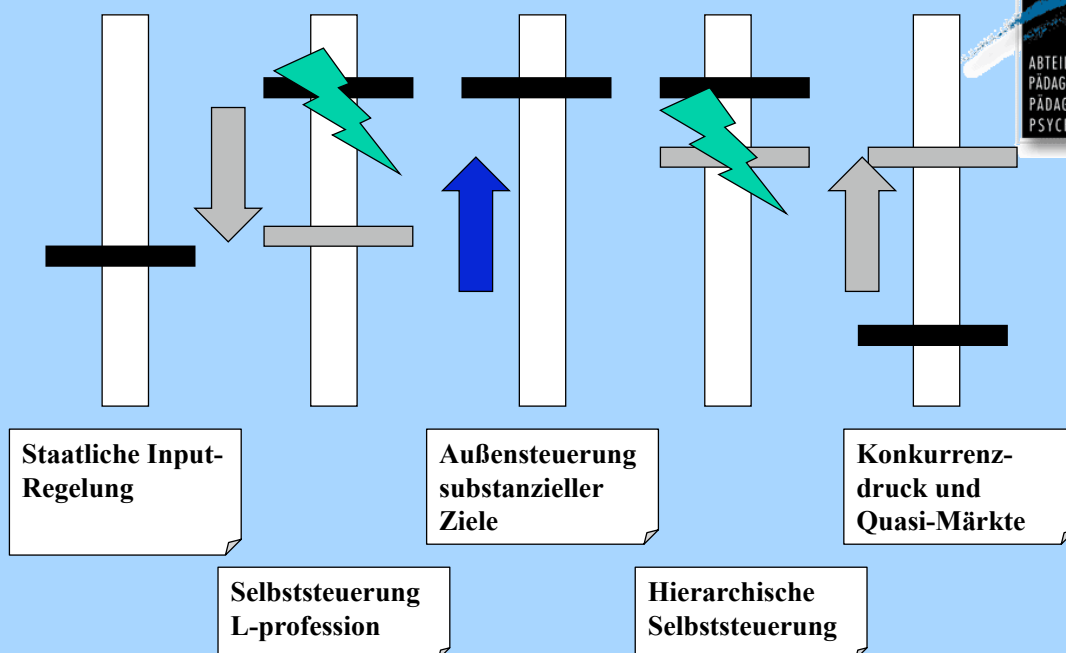 ABTEI
PÄDAG
PÄDAG
PSYC
Staatliche Input-
Regelung
Außensteuerung
substanzieller
Ziele
Konkurrenz-
druck und
Quasi-Märkte
Selbststeuerung
L-profession
Hierarchische
Selbststeuerung